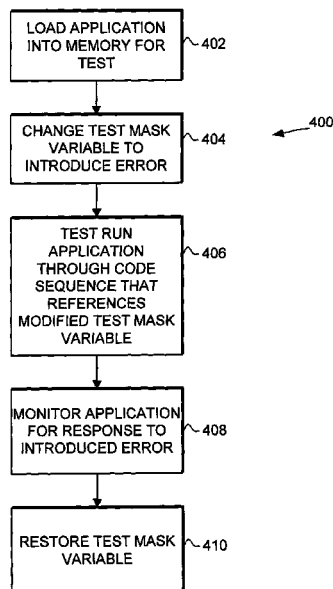 LOAD APPLICATION
INTO MEMORY FOR
TEST
402
CHANGE TEST MASK
VARIABLE TO
INTRODUCE ERROR
404
400
TEST RUN
APPLICATION
THROUGH CODE
SEQUENCE THAT
REFERENCES
MODIFIED TEST MASK
VARIABLE
406
MONITOR APPLICATION
FOR RESPONSE TO
INTRODUCED ERROR
408
RESTORE TEST MASK
VARIABLE
410